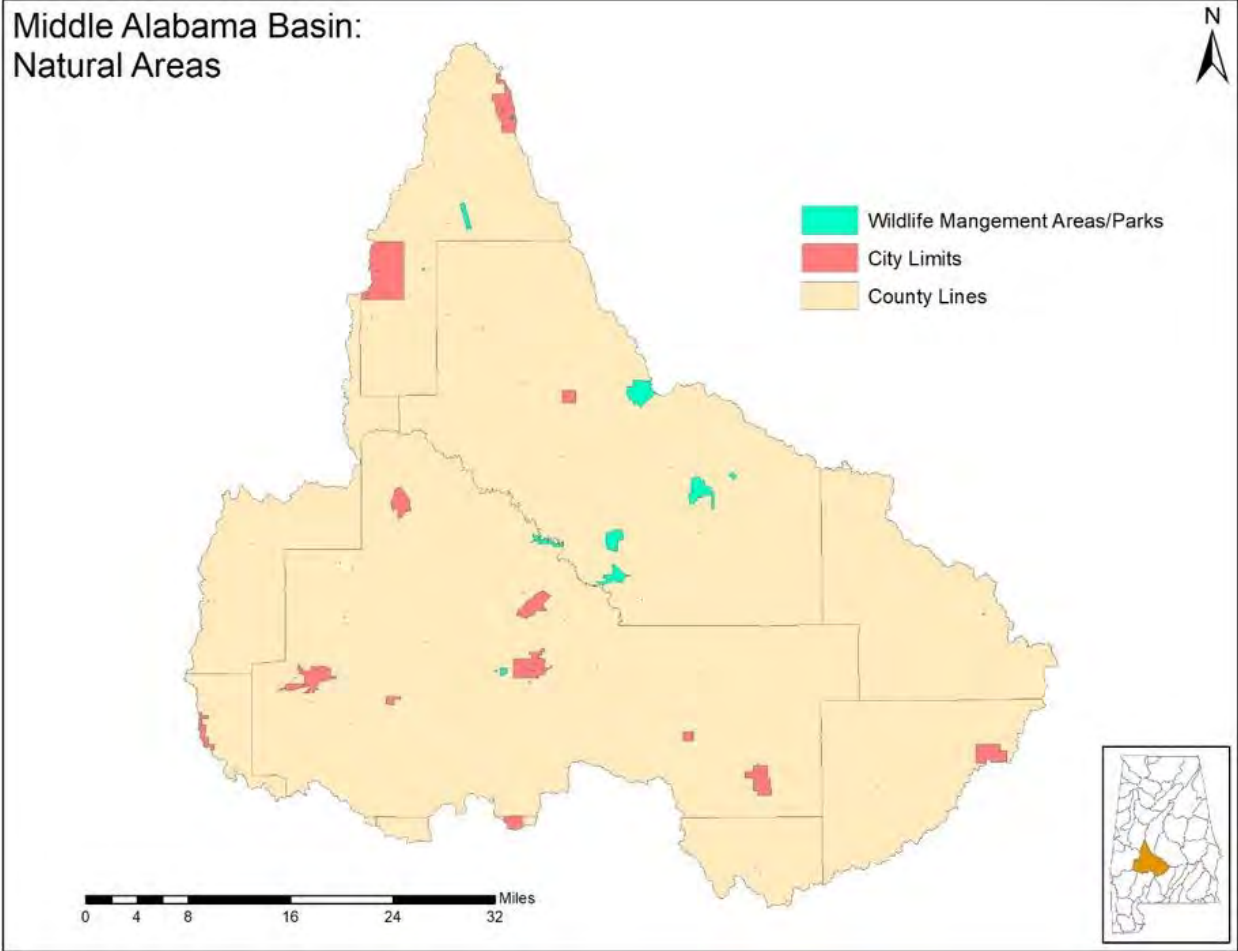 Middle Alabama Basin:
Natural Areas
N
Wildlife Mangement Areas/Parks
City Limits
County Lines
Miles
0 4 8 16 24 32